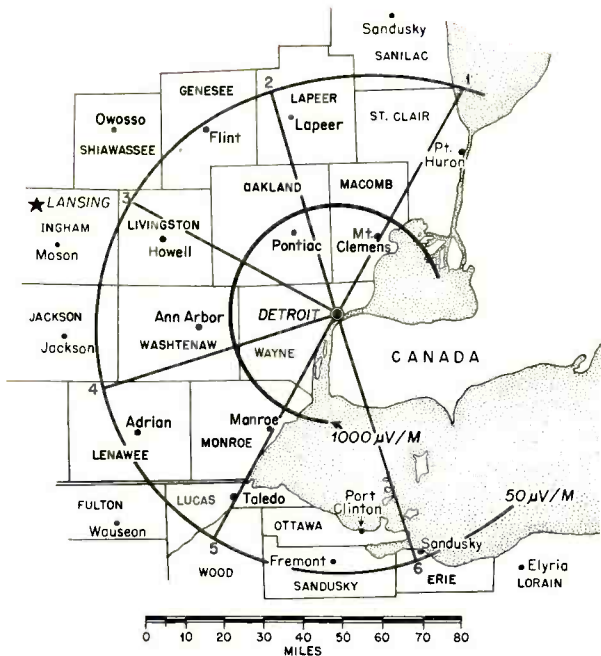 Sandusky
SANILAC
1
2
GENESEE
LAPEER
Lapeer
ST. CLAIR
Owosso
SHIAWASSEE
Flint
Pt.
Huron
OAKLAND
MACOMB
LANSING
3
INGHAM
Moson
LIVINGSTON
Howell
Pontiac
Mt.
Clemens
JACKSON
Jackson
Ann Arbor
WASHTENAW
DETROIT
WAYNE
CANADA
4
Adrian
LENAWEE
Manroe
MONROE
1000 µV/M
FULTON
Wauseon
LUCAS
Taledo
Port
Clinton
50 µV/M
OTTAWA
Sandusky
5
WOOD
Fremont
SANDUSKY
6
ERIE
Elyria
LORAIN
0 10 20 30 40 50 60 70 80
MILES